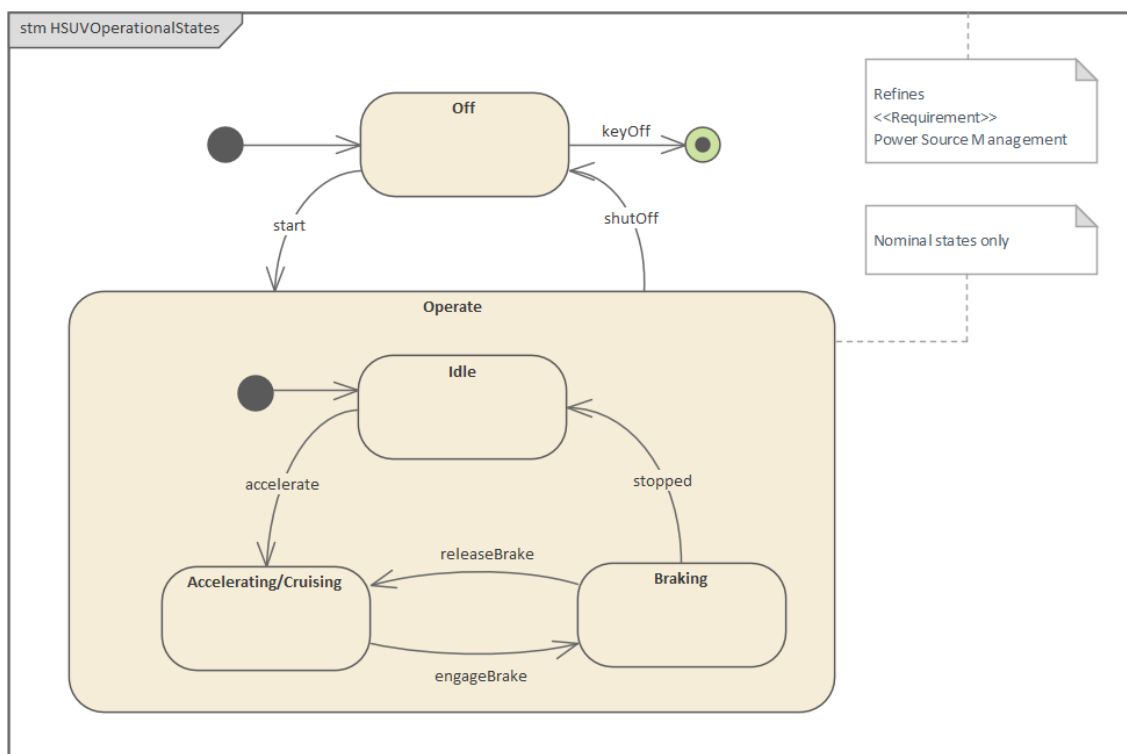 stm HSUVOperationalStates
Off
keyOff
Refines
<<Requirement>>
Power Source Management
start
shutOff
Nominal states only
Operate
Idle
accelerate
stopped
releaseBrake
Accelerating/Cruising
Braking
engageBrake